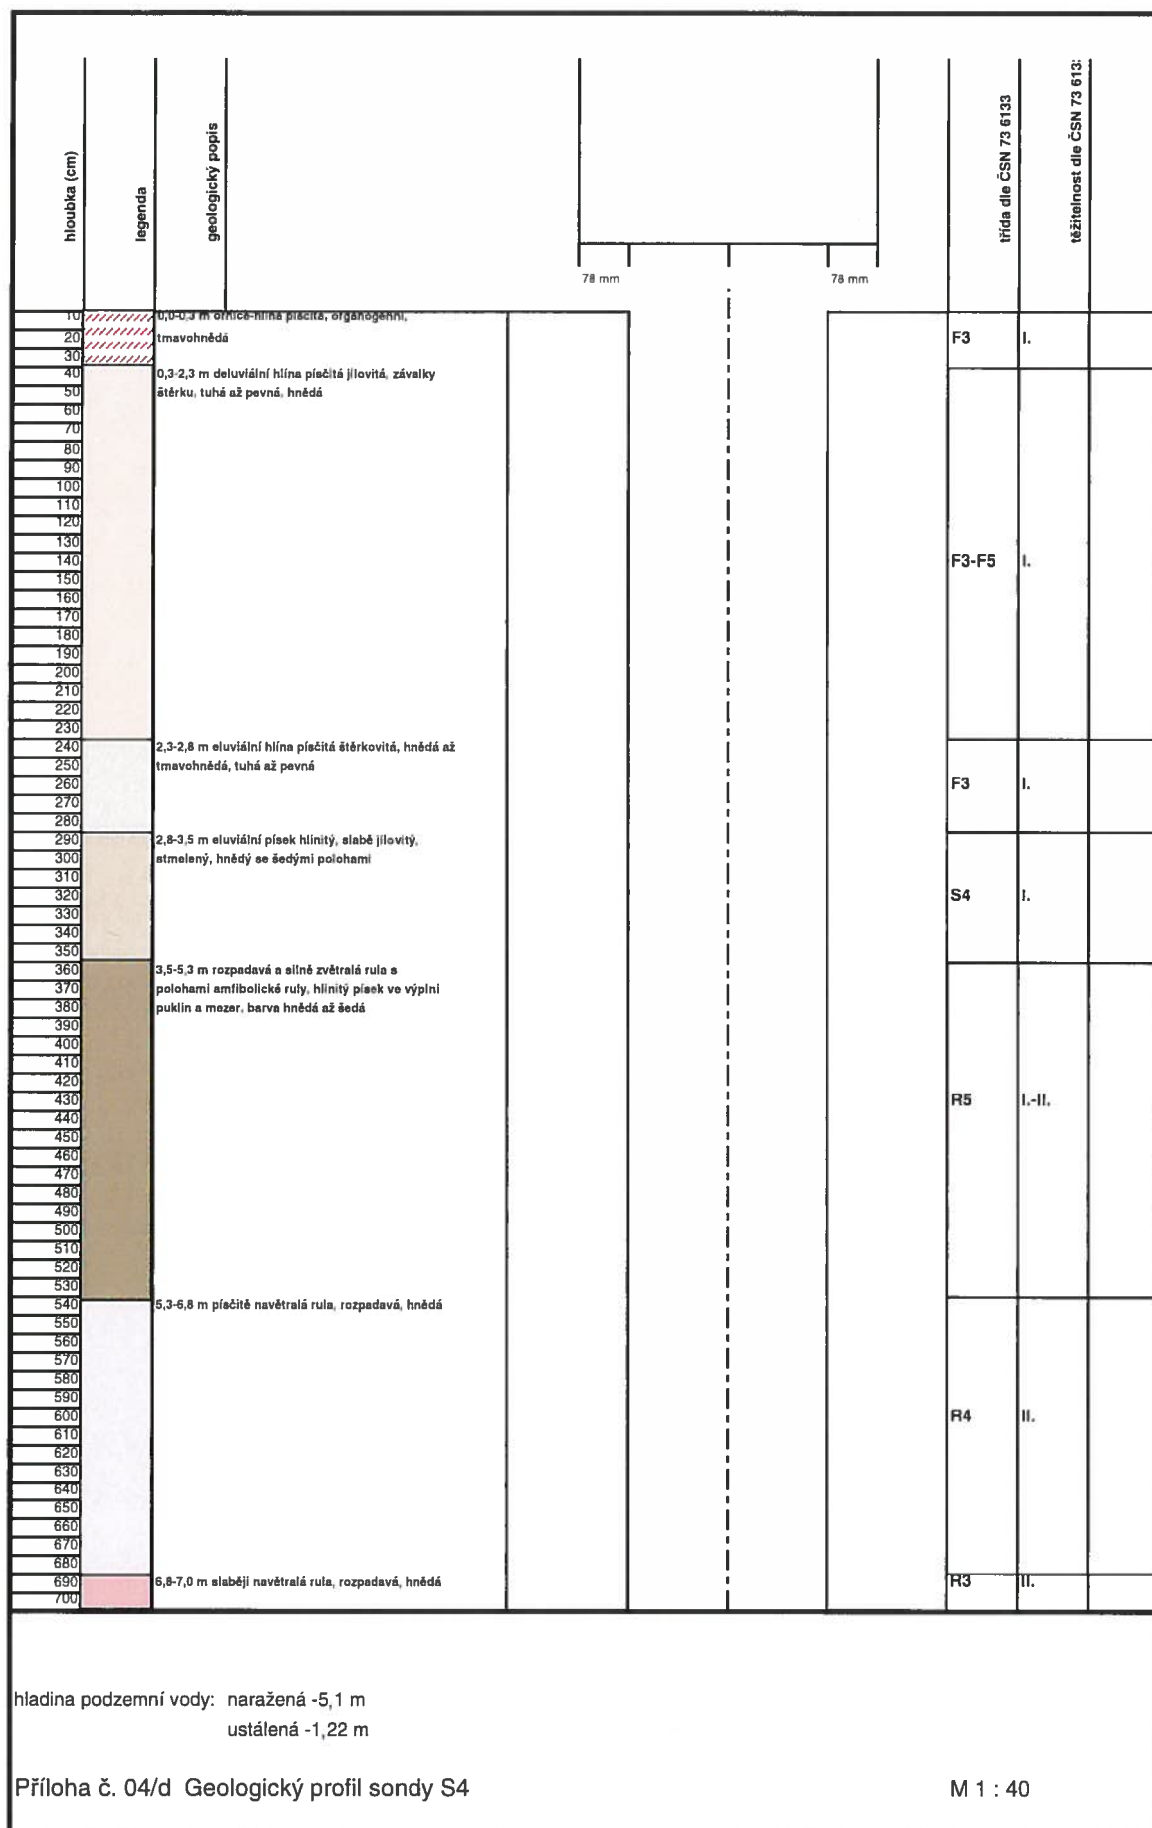 hloubka (cm)
legenda
geologický popis
třída dle ČSN 73 6133
těžitelnost dle ČSN 73 613
78 mm
78 mm
10
0,0-0,3 m ornice-hlína písčitá, organogenní,
20
tmavohnědá
F3
I.
30
40
0,3-2,3 m deluviální hlína písčitá jílovitá, závalky
50
štěrku, tuhá až pevná, hnědá
60
70
80
90
100
110
120
130
140
F3-F5
I.
150
160
170
180
190
200
210
220
230
240
2,3-2,8 m eluviální hlína písčitá štěrkovitá, hnědá až
250
tmavohnědá, tuhá až pevná
260
F3
I.
270
280
290
2,8-3,5 m eluviální písek hlinitý, slabě jílovitý,
300
stmelený, hnědý se šedými polohami
310
320
S4
I.
330
340
350
360
3,5-5,3 m rozpadavá a silně zvětralá rula s
370
polohami amfibolické ruly, hlinitý písek ve výplni
380
puklin a mezer, barva hnědá až šedá
390
400
410
420
430
R5
I.-II.
440
450
460
470
480
490
500
510
520
530
540
5,3-6,8 m písčitě navětralá rula, rozpadavá, hnědá
550
560
570
580
590
600
R4
II.
610
620
630
640
650
660
670
680
690
6,8-7,0 m slaběji navětralá rula, rozpadavá, hnědá
R3
II.
700
hladina podzemní vody: naražená -5,1 m
ustálená -1,22 m
Příloha č. 04/d Geologický profil sondy S4
M 1 : 40